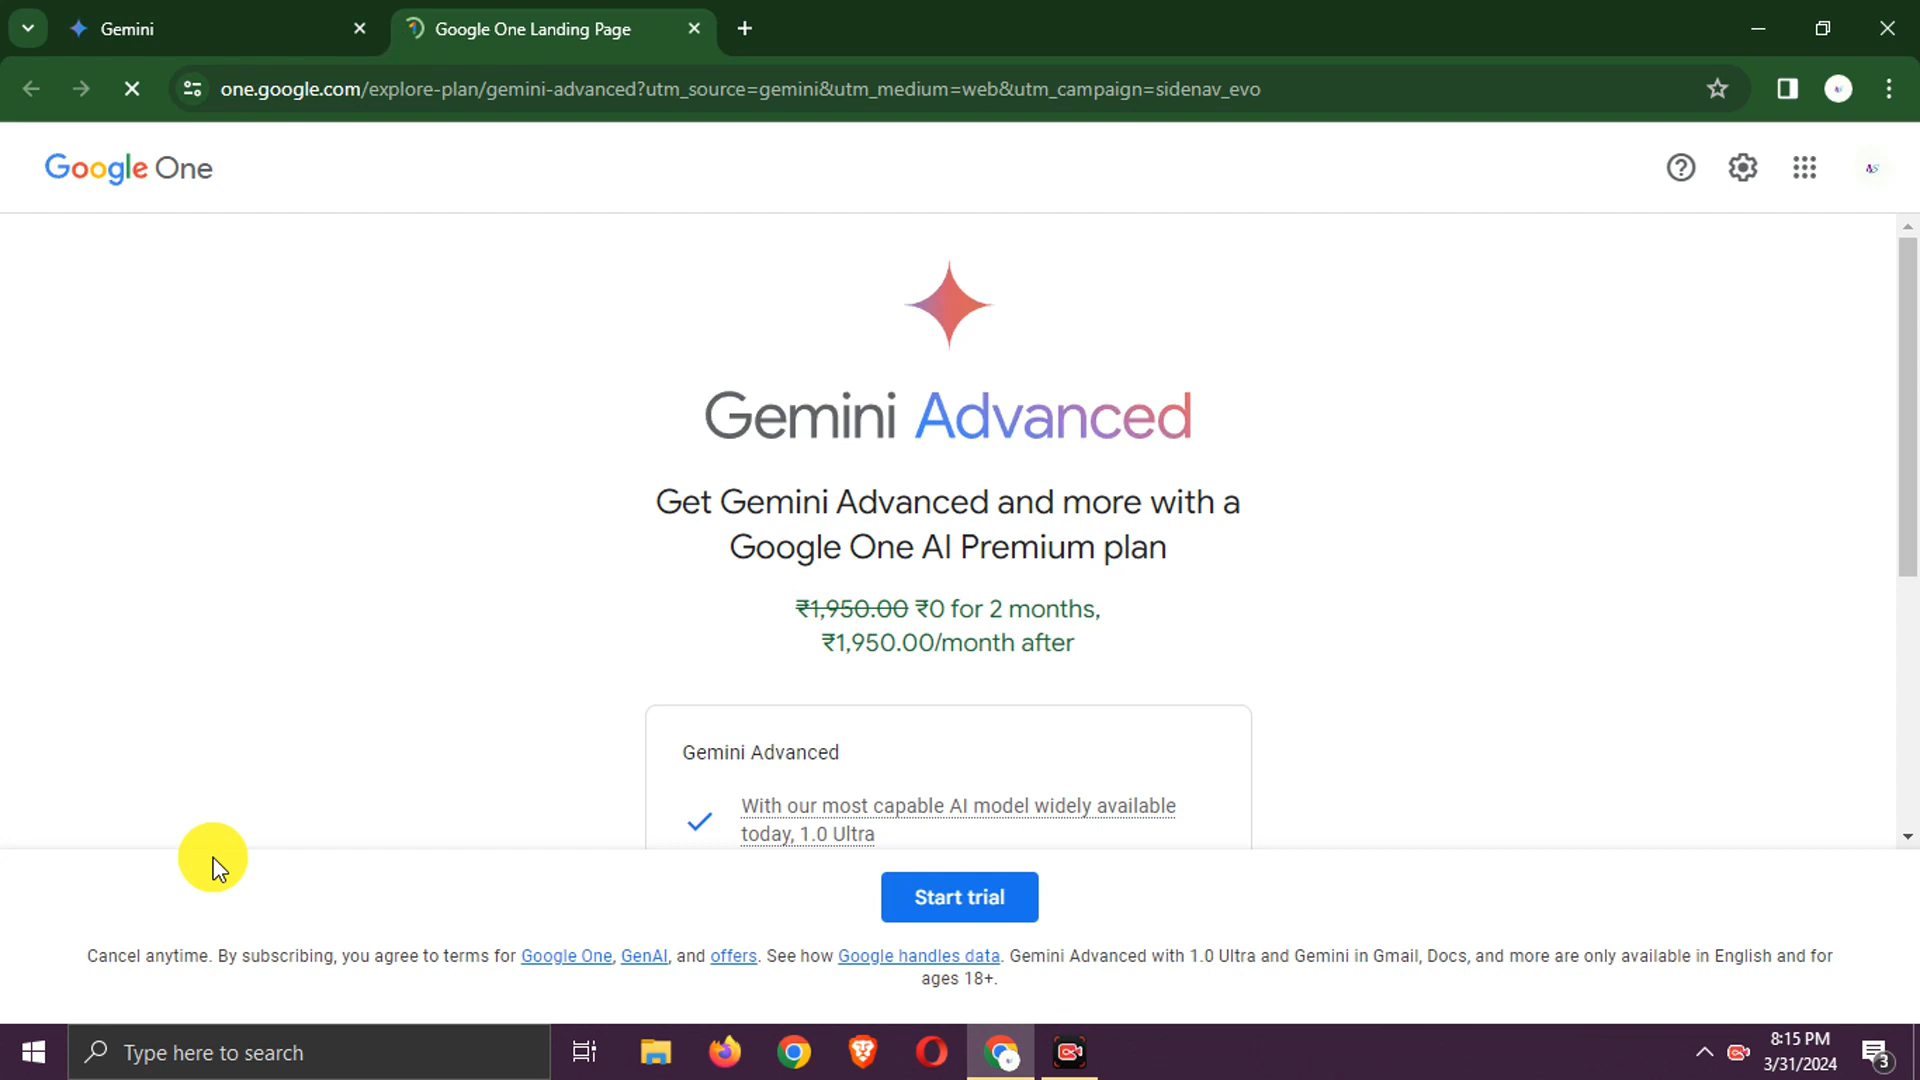 Gemini
Google One Landing Page
one.google.com/explore-plan/gemini-advanced?utm_source=gemini&utm_medium=web&utm_campaign=sidenav_evo
Google One
Gemini Advanced
Get Gemini Advanced and more with a
Google One AI Premium plan
₹1,950.00 ₹0 for 2 months,
₹1,950.00/month after
Gemini Advanced
With our most capable AI model widely available
today, 1.0 Ultra
Start trial
Cancel anytime. By subscribing, you agree to terms for Google One, GenAI, and offers. See how Google handles data. Gemini Advanced with 1.0 Ultra and Gemini in Gmail, Docs, and more are only available in English and for
ages 18+.
Type here to search
8:15 PM
3/31/2024
3